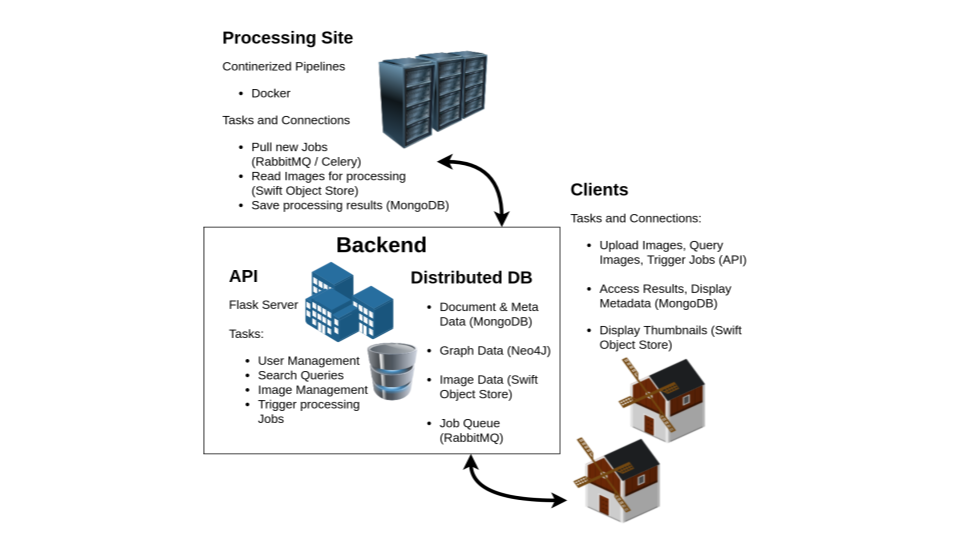 Processing Site
Continerized Pipelines
• Docker
Tasks and Connections
• Pull new Jobs
(RabbitMQ / Celery)
• Read Images for processing
(Swift Object Store)
• Save processing results (MongoDB)
Clients
Tasks and Connections:
• Upload Images, Query
Images, Trigger Jobs (API)
• Access Results, Display
Metadata (MongoDB)
• Display Thumbnails (Swift
Object Store)
Backend
API
Flask Server
Tasks:
• User Management
• Search Queries
• Image Management
• Trigger processing
Jobs
Distributed DB
• Document & Meta
Data (MongoDB)
• Graph Data (Neo4J)
• Image Data (Swift
Object Store)
• Job Queue
(RabbitMQ)